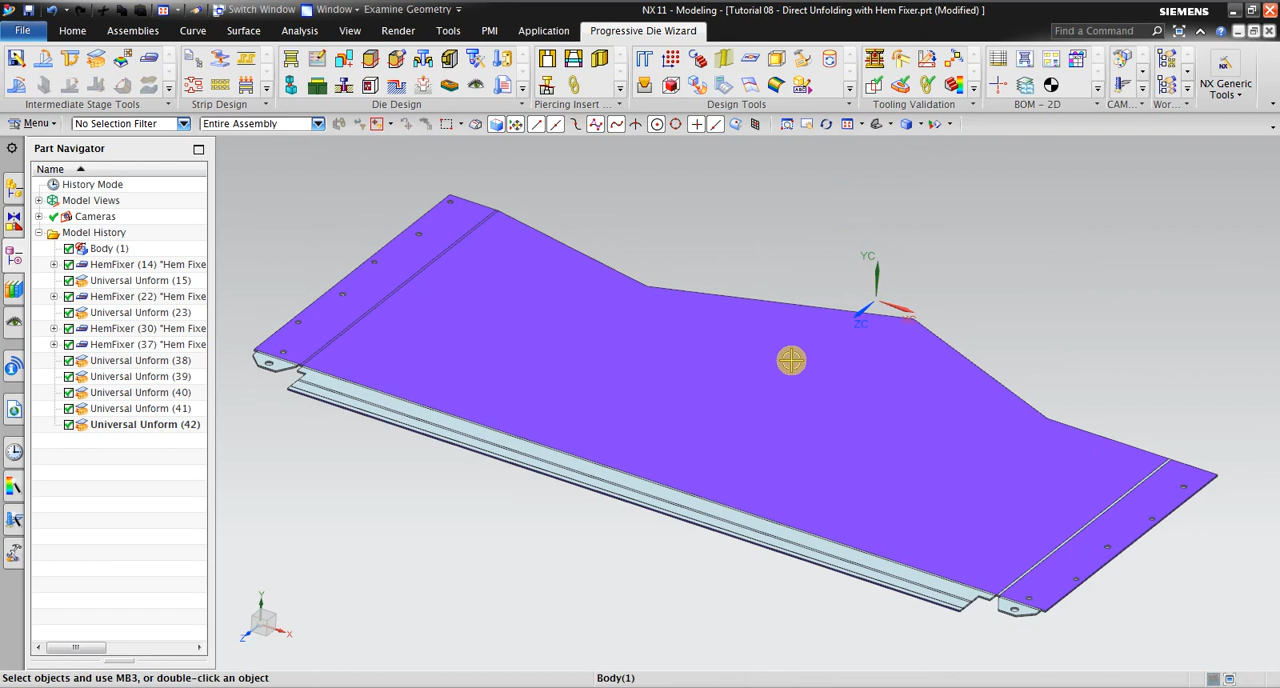 Switch Window Window Examine Geometry NX 11 - Modeling - [Tutorial 08 - Direct Unfolding with Hem Fixer.prt (Modified) ] SIEMENS
File Home Assemblies Curve Surface Analysis View Render Tools PMI Application Progressive Die Wizard Find a Command
NX Generic
Tools
Intermediate Stage Tools Strip Design Die Design Piercing Insert ... Design Tools Tooling Validation BOM - 2D CAM... Wor...
Menu No Selection Filter Entire Assembly
Part Navigator
Name
History Mode
Model Views
Cameras
Model History
Body (1)
HemFixer (14) "Hem Fixe
Universal Unform (15)
HemFixer (22) "Hem Fixe
Universal Unform (23)
HemFixer (30) "Hem Fixe
HemFixer (37) "Hem Fixe
Universal Unform (38)
Universal Unform (39)
Universal Unform (40)
Universal Unform (41)
Universal Unform (42)
YC
ZC
Y
X
Z
Select objects and use MB3, or double-click an object Body(1)